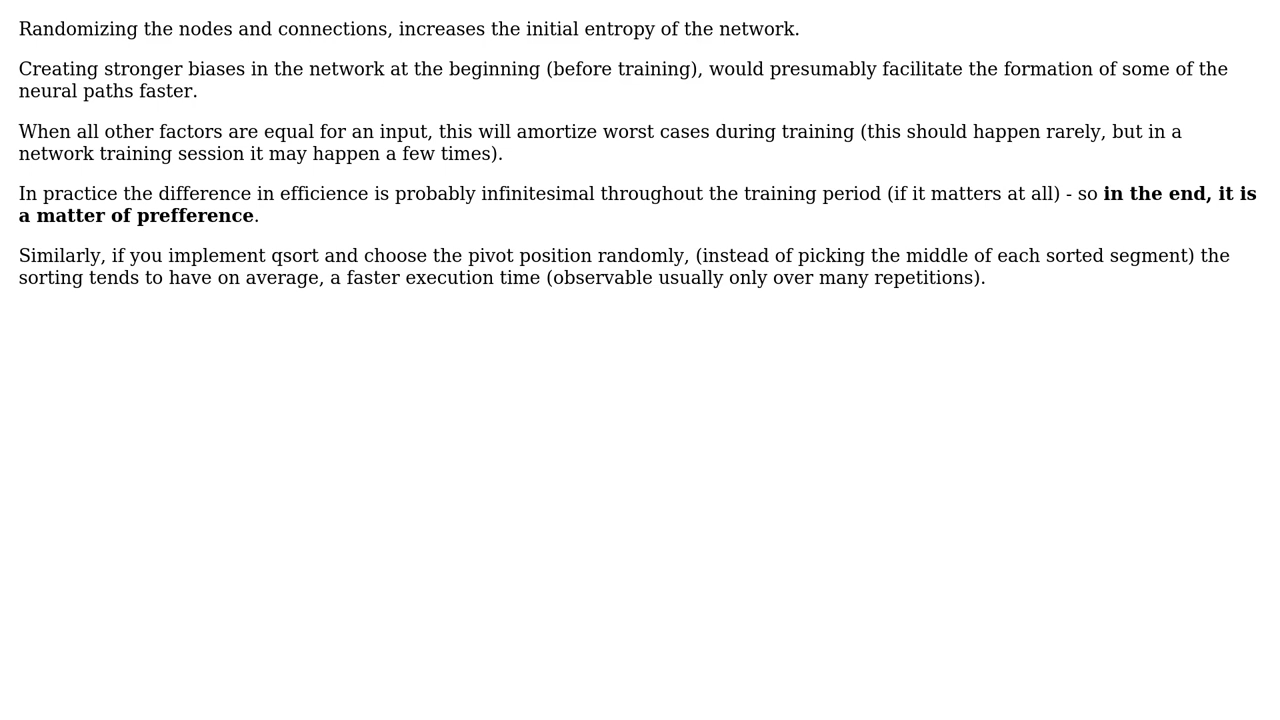 Randomizing the nodes and connections, increases the initial entropy of the network.
Creating stronger biases in the network at the beginning (before training), would presumably facilitate the formation of some of the
neural paths faster.
When all other factors are equal for an input, this will amortize worst cases during training (this should happen rarely, but in a
network training session it may happen a few times).
In practice the difference in efficience is probably infinitesimal throughout the training period (if it matters at all) - so in the end, it is
a matter of prefference.
Similarly, if you implement qsort and choose the pivot position randomly, (instead of picking the middle of each sorted segment) the
sorting tends to have on average, a faster execution time (observable usually only over many repetitions).